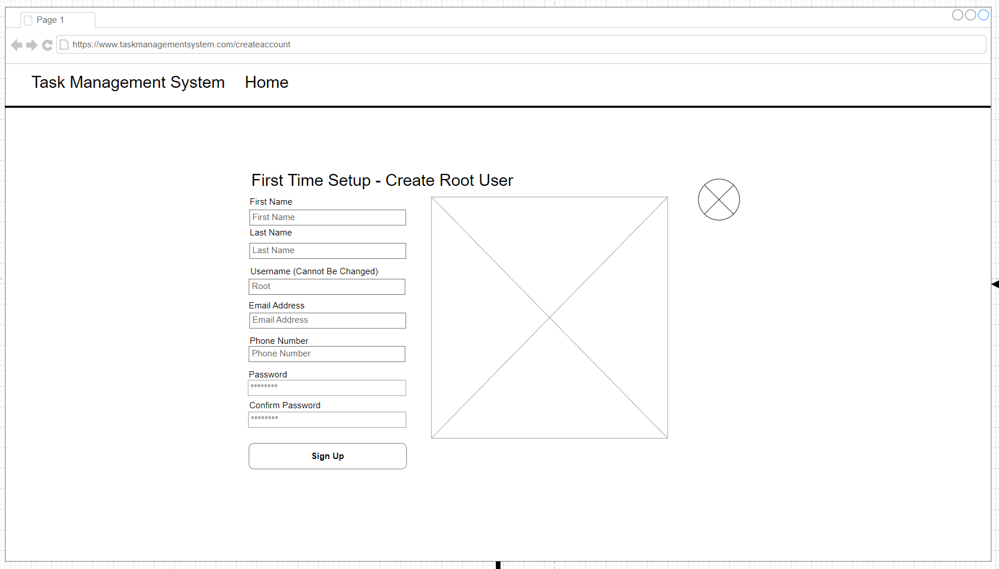 Page 1
https://www.taskmanagementsystem.com/createaccount
Task Management System Home
First Time Setup - Create Root User
First Name
First Name
Last Name
Last Name
Username (Cannot Be Changed)
Root
Email Address
Email Address
Phone Number
Phone Number
Password
********
Confirm Password
********
Sign Up